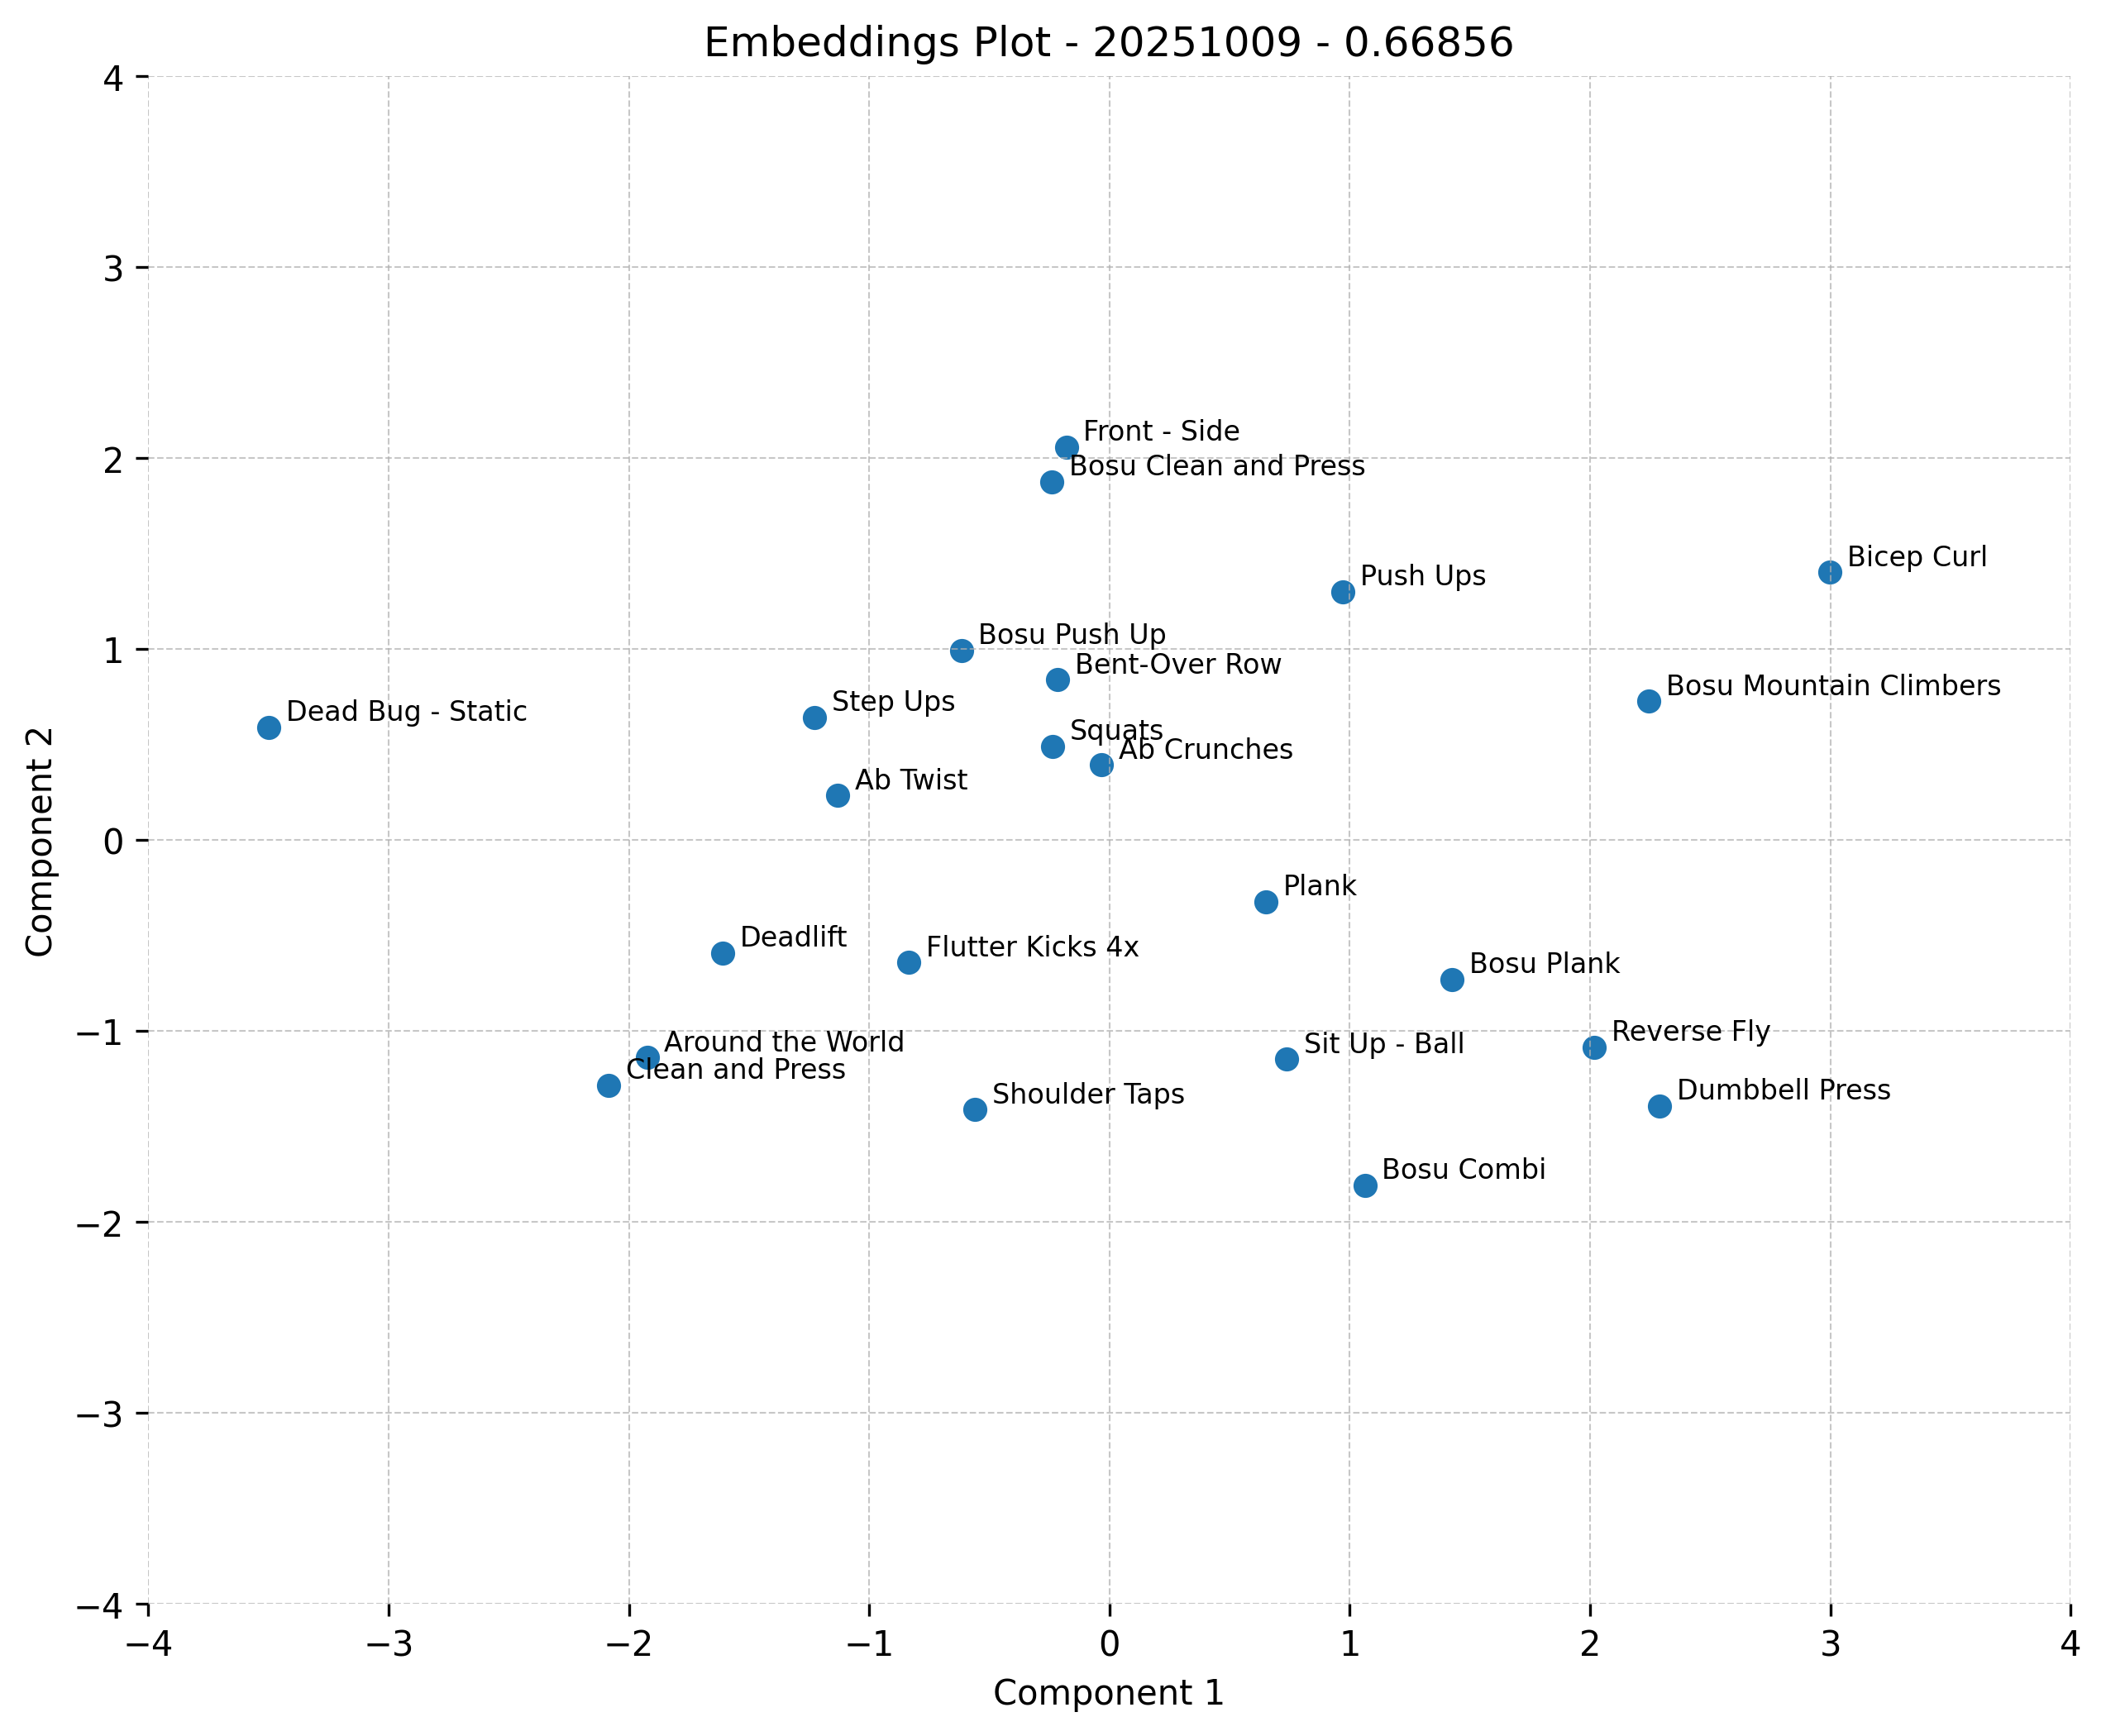 Embeddings Plot - 20251009 - 0.66856
4
3
2
1
0
−1
−2
−3
−4
Component 2
Front - Side
Bosu Clean and Press
Bicep Curl
Push Ups
Bosu Push Up
Bent-Over Row
Bosu Mountain Climbers
Step Ups
Dead Bug - Static
Squats
Ab Crunches
Ab Twist
Plank
Deadlift
Flutter Kicks 4x
Bosu Plank
Reverse Fly
Around the World
Sit Up - Ball
Clean and Press
Dumbbell Press
Shoulder Taps
Bosu Combi
−4 −3 −2 −1 0 1 2 3 4
Component 1